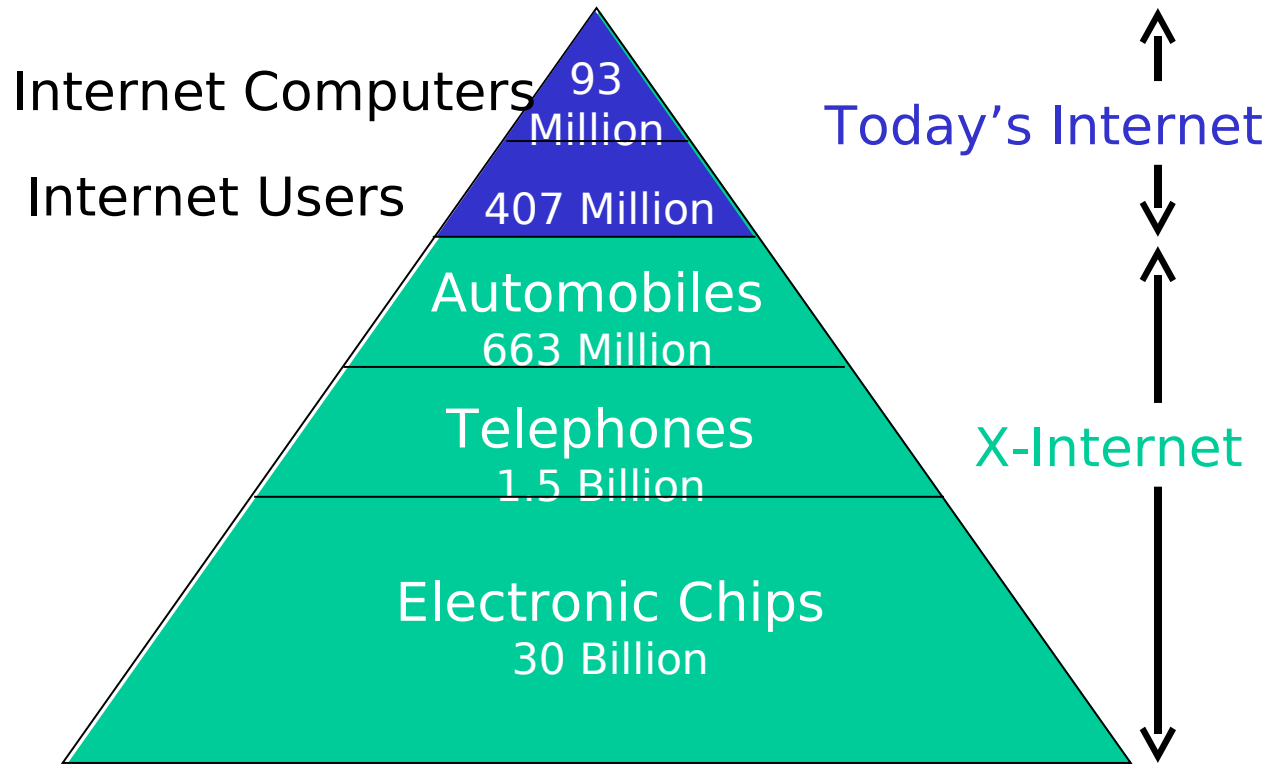 Internet Computers
93
Million
Today’s Internet
Internet Users
407 Million
Automobiles
663 Million
Telephones
1.5 Billion
X-Internet
Electronic Chips
30 Billion